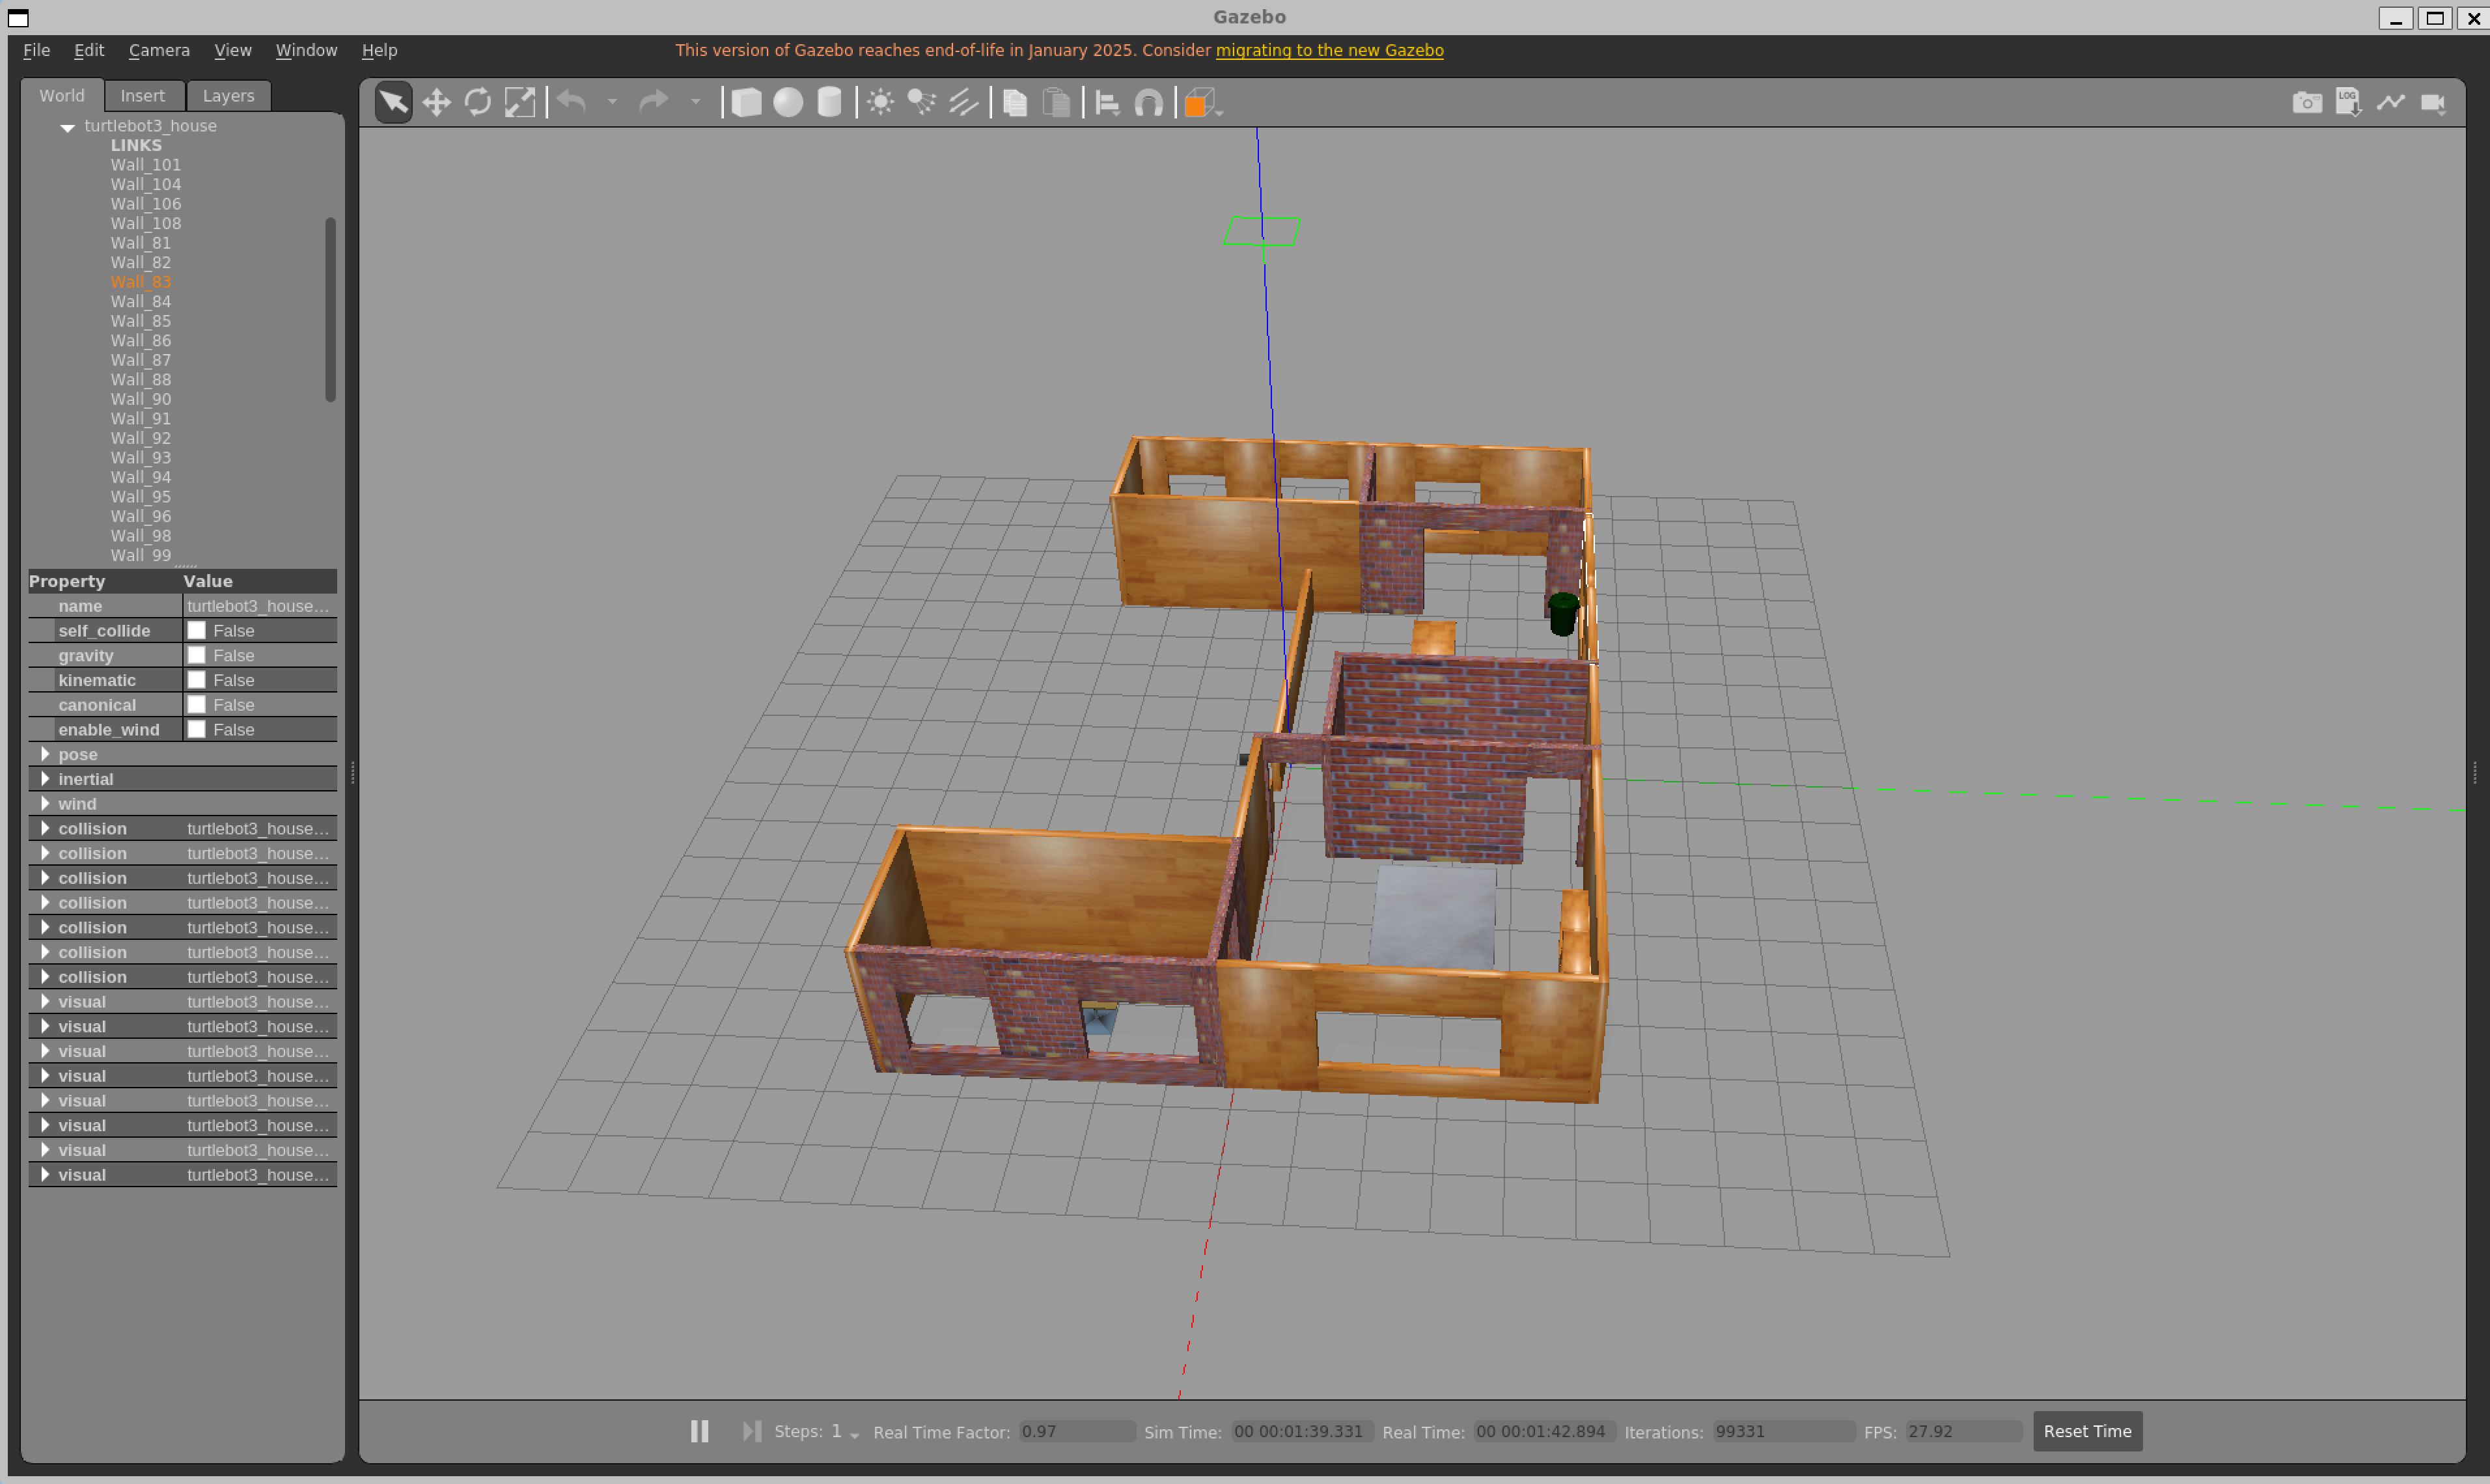 Gazebo
File Edit Camera View Window Help
This version of Gazebo reaches end-of-life in January 2025. Consider migrating to the new Gazebo
World Insert Layers
LOG
turtlebot3_house
LINKS
Wall_101
Wall_104
Wall_106
Wall_108
Wall_81
Wall_82
Wall_83
Wall_84
Wall_85
Wall_86
Wall_87
Wall_88
Wall_90
Wall_91
Wall_92
Wall_93
Wall_94
Wall_95
Wall_96
Wall_98
Wall_99
Property Value
name turtlebot3_house...
self_collide False
gravity False
kinematic False
canonical False
enable_wind False
pose
inertial
wind
collision turtlebot3_house...
collision turtlebot3_house...
collision turtlebot3_house...
collision turtlebot3_house...
collision turtlebot3_house...
collision turtlebot3_house...
collision turtlebot3_house...
visual turtlebot3_house...
visual turtlebot3_house...
visual turtlebot3_house...
visual turtlebot3_house...
visual turtlebot3_house...
visual turtlebot3_house...
visual turtlebot3_house...
visual turtlebot3_house...
Steps: 1 Real Time Factor: 0.97 Sim Time: 00 00:01:39.331 Real Time: 00 00:01:42.894 Iterations: 99331 FPS: 27.92 Reset Time